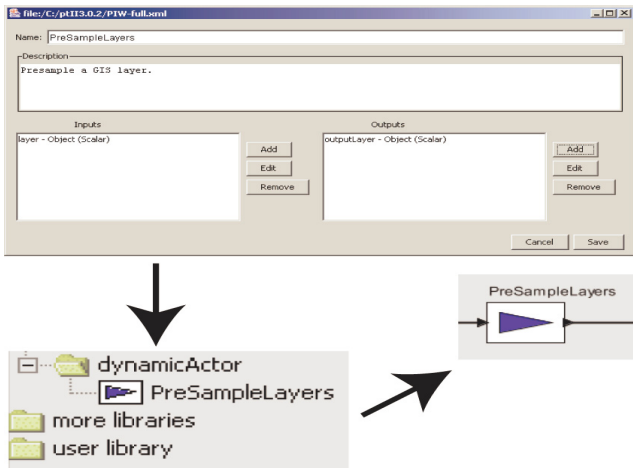 file:/C:/ptII3.0.2/PIW-full.xml
Name: PreSampleLayers
Description
Presample a GIS layer.
Inputs
Outputs
layer - Object (Scalar)
Add
Edit
Remove
outputLayer - Object (Scalar)
Add
Edit
Remove
Cancel
Save
PreSampleLayers
dynamicActor
PreSampleLayers
more libraries
user library